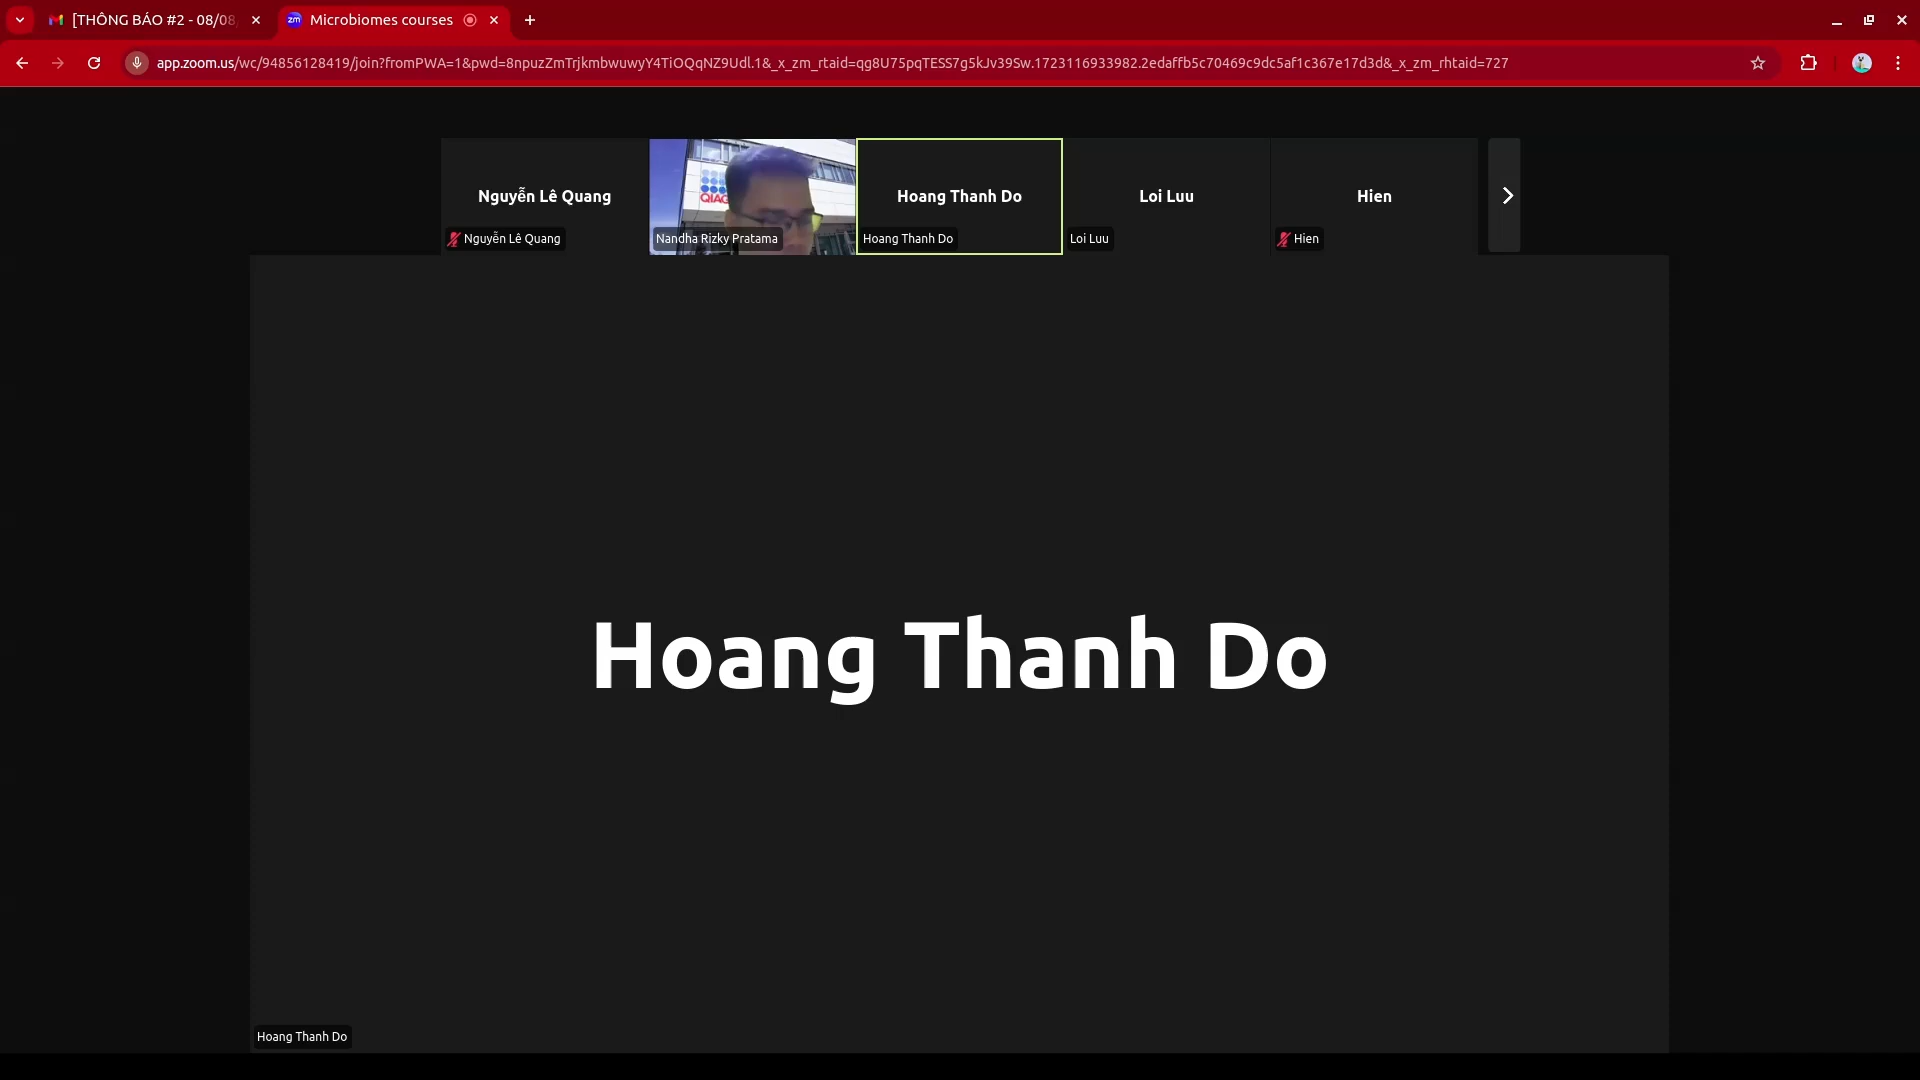 [THÔNG BÁO #2 - 08/08
zm
Microbiomes courses
app.zoom.us/wc/94856128419/join?fromPWA=1&pwd=8npuzZmTrjkmbwuwyY4TiOQqNZ9Udl.1&_x_zm_rtaid=qg8U75pqTESS7g5kJv39Sw.1723116933982.2edaffb5c70469c9dc5af1c367e17d3d&_x_zm_rhtaid=727
Nguyễn Lê Quang
Hoang Thanh Do
Loi Luu
Hien
Nguyễn Lê Quang
Nandha Rizky Pratama
Hoang Thanh Do
Loi Luu
Hien
Hoang Thanh Do
Hoang Thanh Do